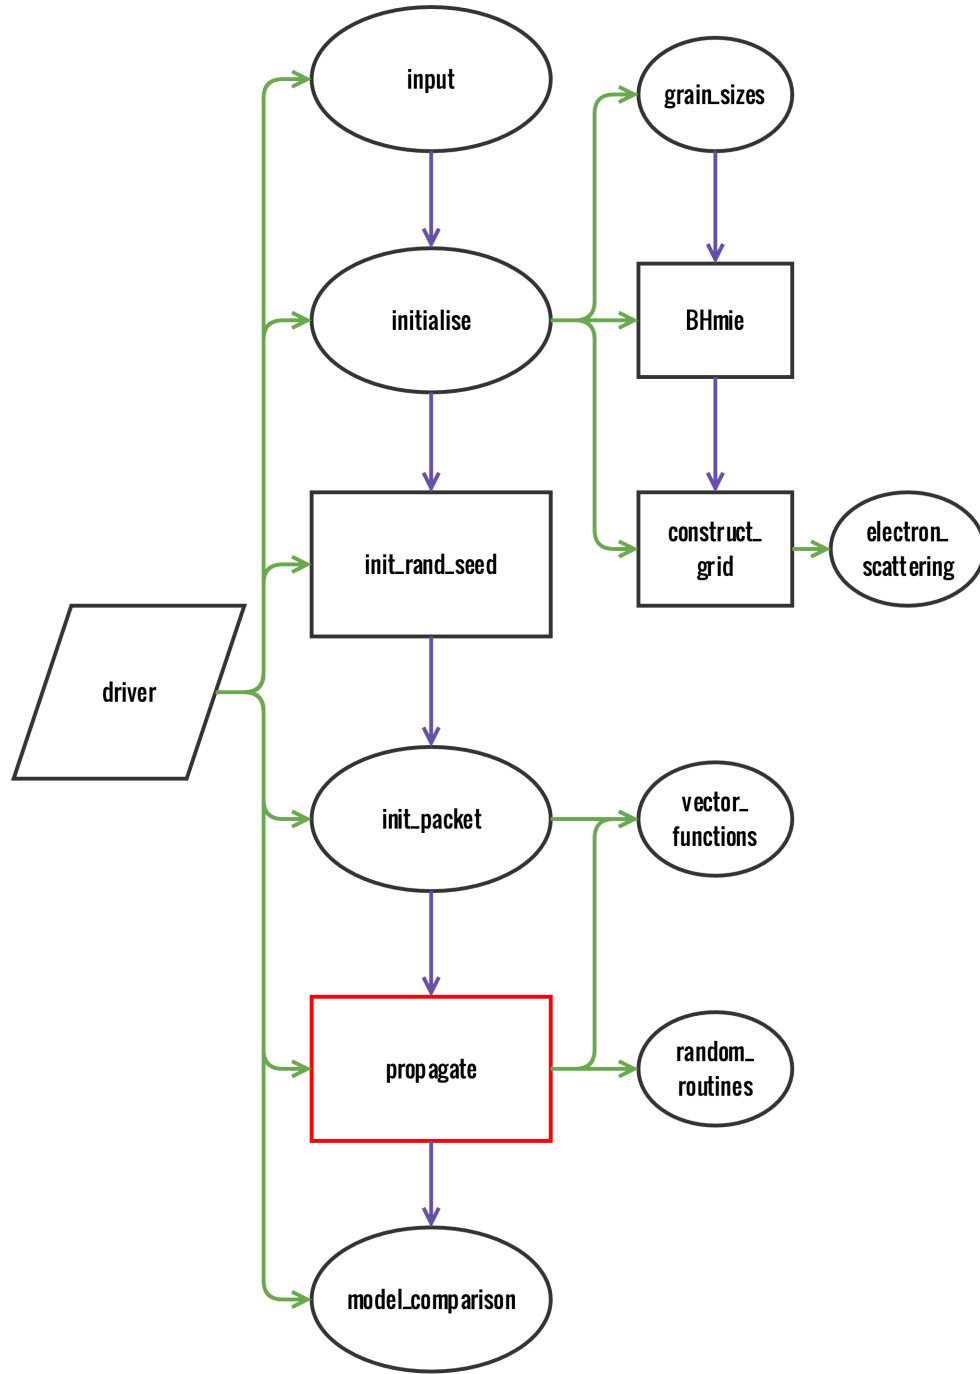 input
grain_sizes
initialise
BHmie
init_rand_seed
construct_
grid
electron_
scattering
driver
init_packet
vector_
functions
propagate
random_
routines
model_comparison